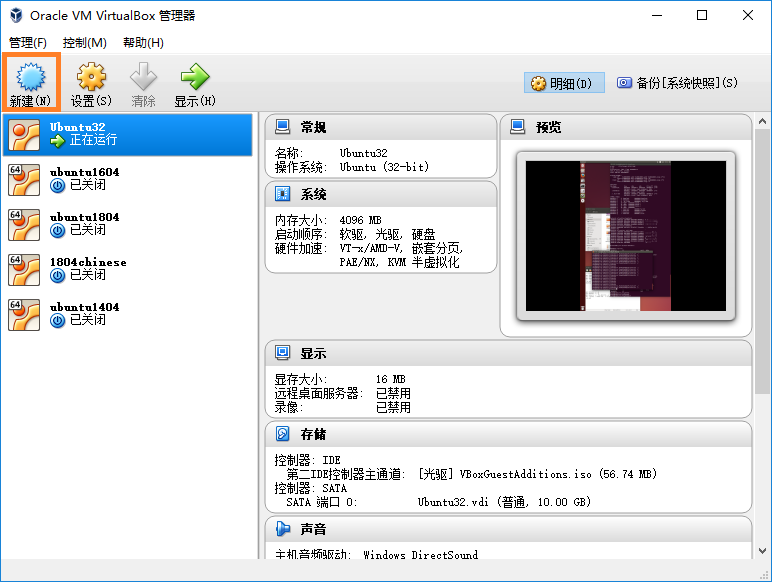 Oracle VM VirtualBox 管理器
管理(F) 控制(M) 帮助(H)
新建(N) 设置(S) 清除 显示(H) 明细(D) 备份[系统快照](S)
Ubuntu32
正在运行
64 ubuntu1604
已关闭
64 ubuntu1804
已关闭
64 1804chinese
已关闭
64 ubuntu1404
已关闭
常规
名称: Ubuntu32
操作系统: Ubuntu (32-bit)
系统
内存大小: 4096 MB
启动顺序: 软驱, 光驱, 硬盘
硬件加速: VT-x/AMD-V, 嵌套分页,
PAE/NX, KVM 半虚拟化
预览
显示
显存大小: 16 MB
远程桌面服务器: 已禁用
录像: 已禁用
存储
控制器: IDE
第二IDE控制器主通道: [光驱] VBoxGuestAdditions.iso (56.74 MB)
控制器: SATA
SATA 端口 0: Ubuntu32.vdi (普通, 10.00 GB)
声音
主机音频驱动: Windows DirectSound